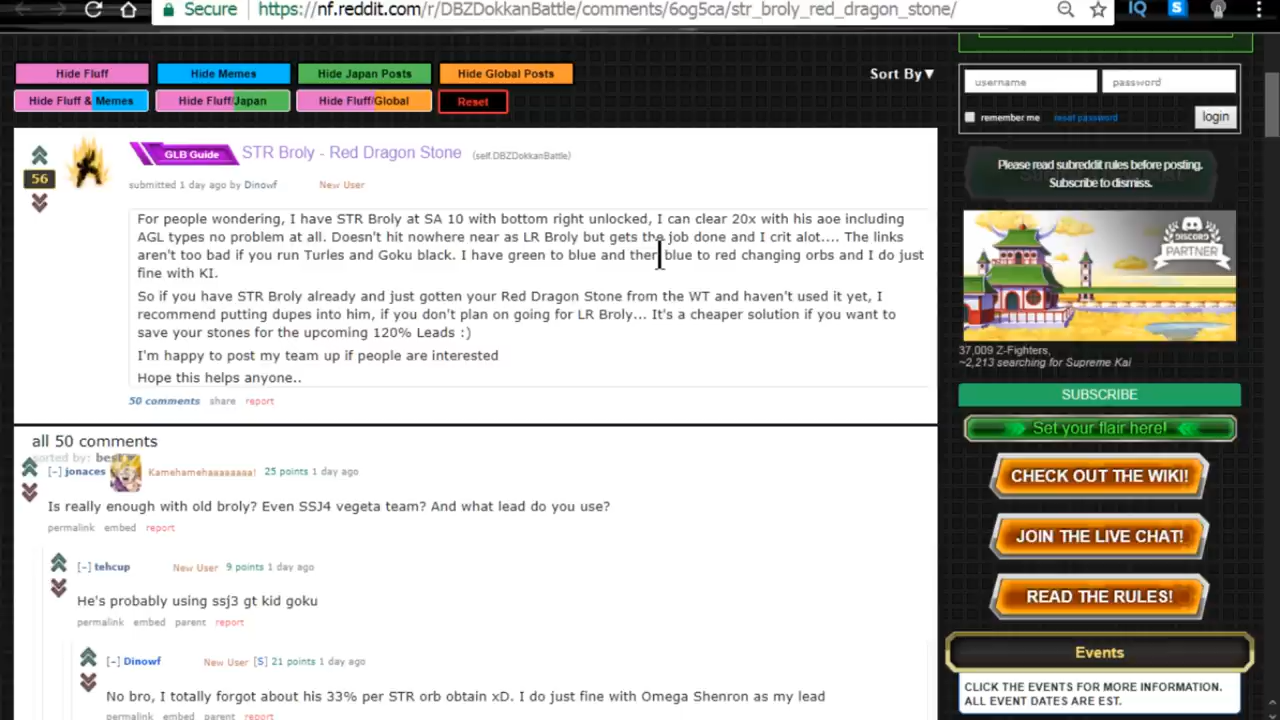 Secure https://nf.reddit.com/r/DBZDokkanBattle/comments/6og5ca/str_broly_red_dragon_stone/
IQ S
Hide Fluff Hide Memes Hide Japan Posts Hide Global Posts
Sort By▼
Hide Fluff & Memes Hide Fluff/Japan Hide Fluff/Global Reset
username password
remember me reset password login
56
GLB Guide STR Broly - Red Dragon Stone (self.DBZDokkanBattle)
submitted 1 day ago by Dinowf New User
For people wondering, I have STR Broly at SA 10 with bottom right unlocked, I can clear 20x with his aoe including
AGL types no problem at all. Doesn't hit nowhere near as LR Broly but gets the job done and I crit alot.... The links
aren't too bad if you run Turles and Goku black. I have green to blue and then blue to red changing orbs and I do just
fine with KI.
So if you have STR Broly already and just gotten your Red Dragon Stone from the WT and haven't used it yet, I
recommend putting dupes into him, if you don't plan on going for LR Broly... It's a cheaper solution if you want to
save your stones for the upcoming 120% Leads :)
I'm happy to post my team up if people are interested
Hope this helps anyone..
50 comments share report
all 50 comments
sorted by: best
[–] jonaces Kamehamehaaaaaaa! 25 points 1 day ago
Is really enough with old broly? Even SSJ4 vegeta team? And what lead do you use?
permalink embed report
[–] tehcup New User 9 points 1 day ago
He's probably using ssj3 gt kid goku
permalink embed parent report
[–] Dinowf New User [S] 21 points 1 day ago
No bro, I totally forgot about his 33% per STR orb obtain xD. I do just fine with Omega Shenron as my lead
permalink embed parent report
Please read subreddit rules before posting.
Subscribe to dismiss.
DISCORD
PARTNER
37,009 Z-Fighters,
~2,213 searching for Supreme Kai
SUBSCRIBE
Set your flair here!
CHECK OUT THE WIKI!
JOIN THE LIVE CHAT!
READ THE RULES!
Events
CLICK THE EVENTS FOR MORE INFORMATION.
ALL EVENT DATES ARE EST.